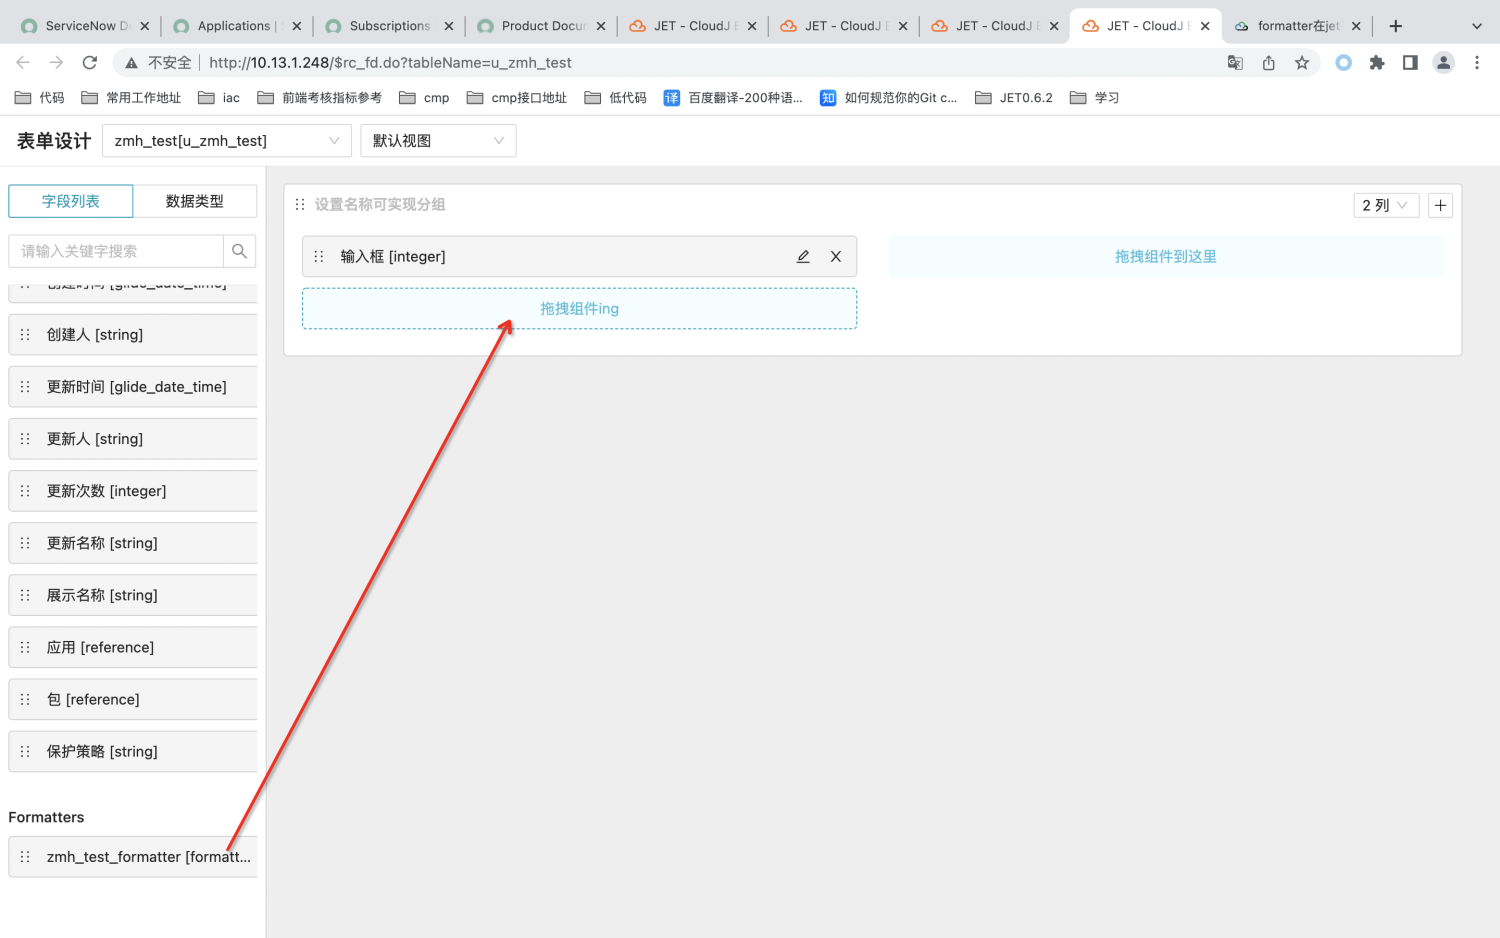 ServiceNow D
Applications | S
Subscriptions
Product Docum
JET - CloudJ E
JET - CloudJ E
JET - CloudJ E
JET - CloudJ E
formatter在jet
不安全 http://10.13.1.248/$rc_fd.do?tableName=u_zmh_test
代码
常用工作地址
iac
前端考核指标参考
cmp
cmp接口地址
低代码
译 百度翻译-200种语...
知 如何规范你的Git c...
JET0.6.2
学习
表单设计
zmh_test[u_zmh_test]
默认视图
字段列表
数据类型
请输入关键字搜索
创建时间 [glide_date_time]
创建人 [string]
更新时间 [glide_date_time]
更新人 [string]
更新次数 [integer]
更新名称 [string]
展示名称 [string]
应用 [reference]
包 [reference]
保护策略 [string]
Formatters
zmh_test_formatter [formatt...
设置名称可实现分组
2 列
输入框 [integer]
拖拽组件到这里
拖拽组件ing